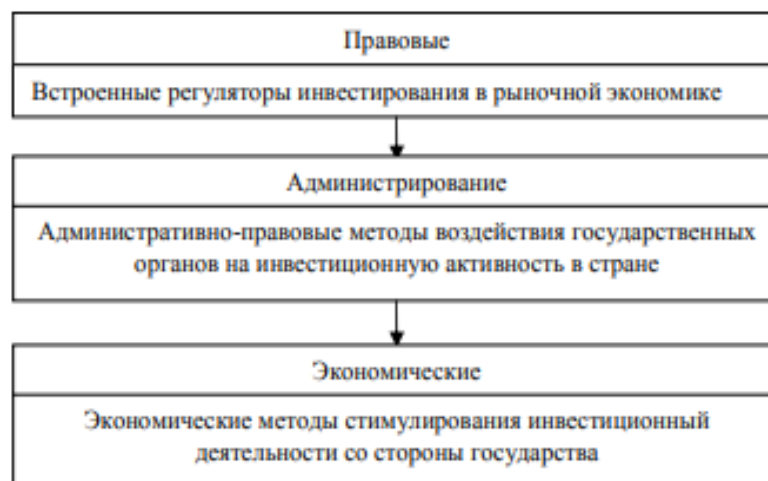 Правовые
Встроенные регуляторы инвестирования в рыночной экономике
Администрирование
Административно-правовые методы воздействия государственных
органов на инвестиционную активность в стране
Экономические
Экономические методы стимулирования инвестиционный
деятельности со стороны государства